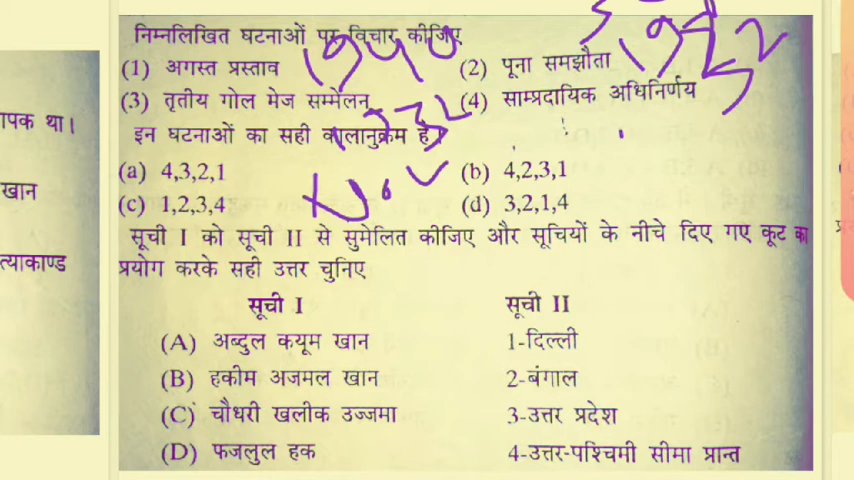 निम्नलिखित घटनाओं पर विचार कीजिए
(1) अगस्त प्रस्ताव (2) पूना समझौता
(3) तृतीय गोल मेज सम्मेलन (4) साम्प्रदायिक अधिनिर्णय
इन घटनाओं का सही कालानुक्रम है।
(a) 4,3,2,1 (b) 4,2,3,1
(c) 1,2,3,4 (d) 3,2,1,4
सूची I को सूची II से सुमेलित कीजिए और सूचियों के नीचे दिए गए कूट का
प्रयोग करके सही उत्तर चुनिए
सूची I सूची II
(A) अब्दुल कयूम खान 1-दिल्ली
(B) हकीम अजमल खान 2-बंगाल
(C) चौधरी खलीक उज्जमा 3-उत्तर प्रदेश
(D) फजलुल हक 4-उत्तर-पश्चिमी सीमा प्रान्त
पक था।
खान
त्याकाण्ड
1940